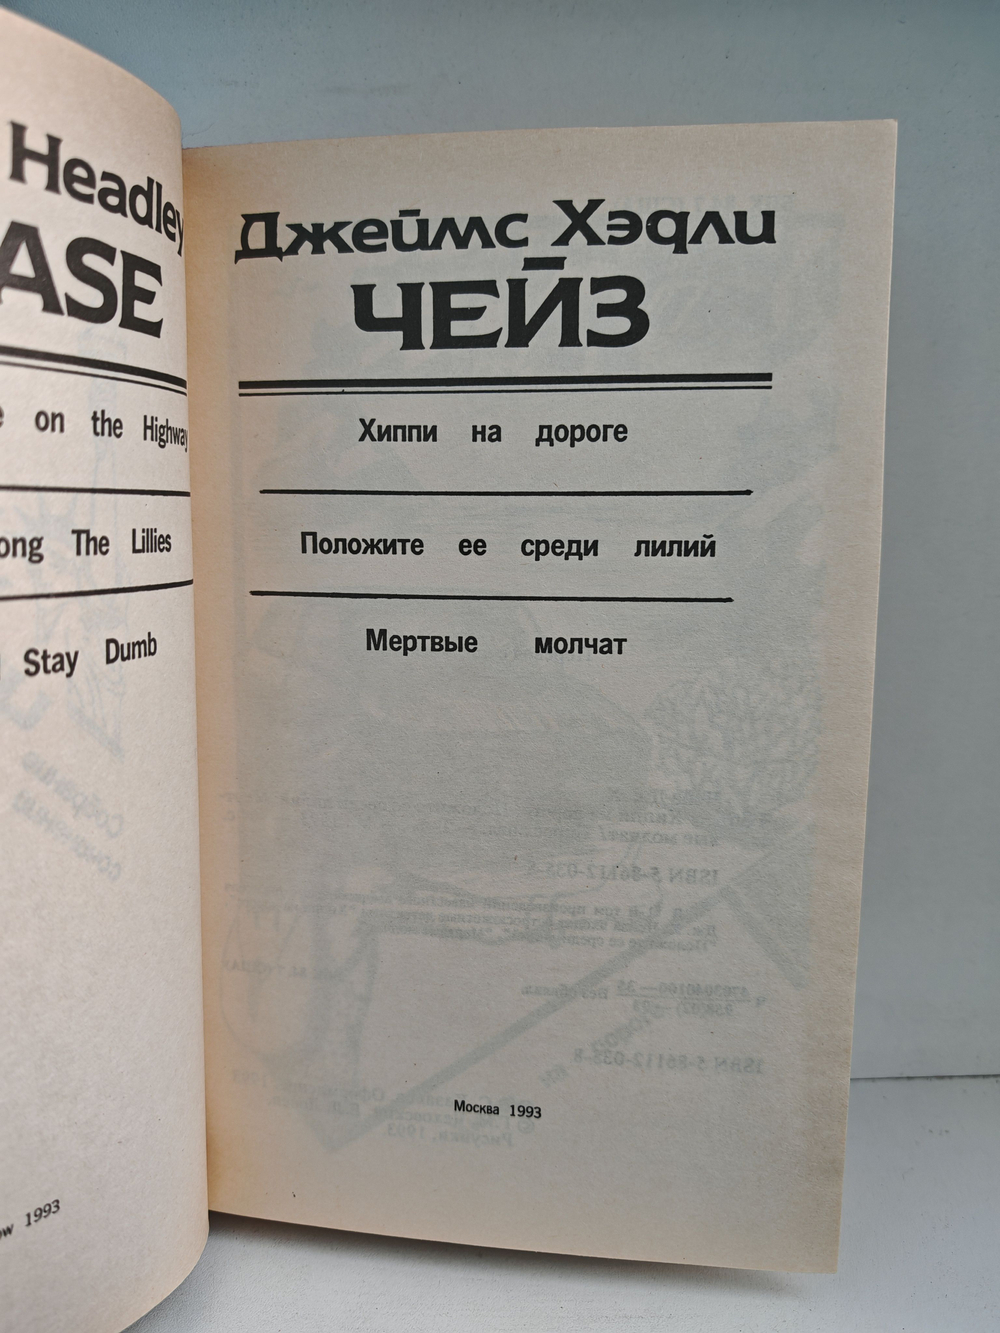 Headley
ASE
on the Highway
ong The Lillies
Stay Dumb
ow 1993
Джеймс Хэдли
ЧЕЙЗ
Хиппи на дороге
Положите ее среди лилий
Мертвые молчат
Москва 1993